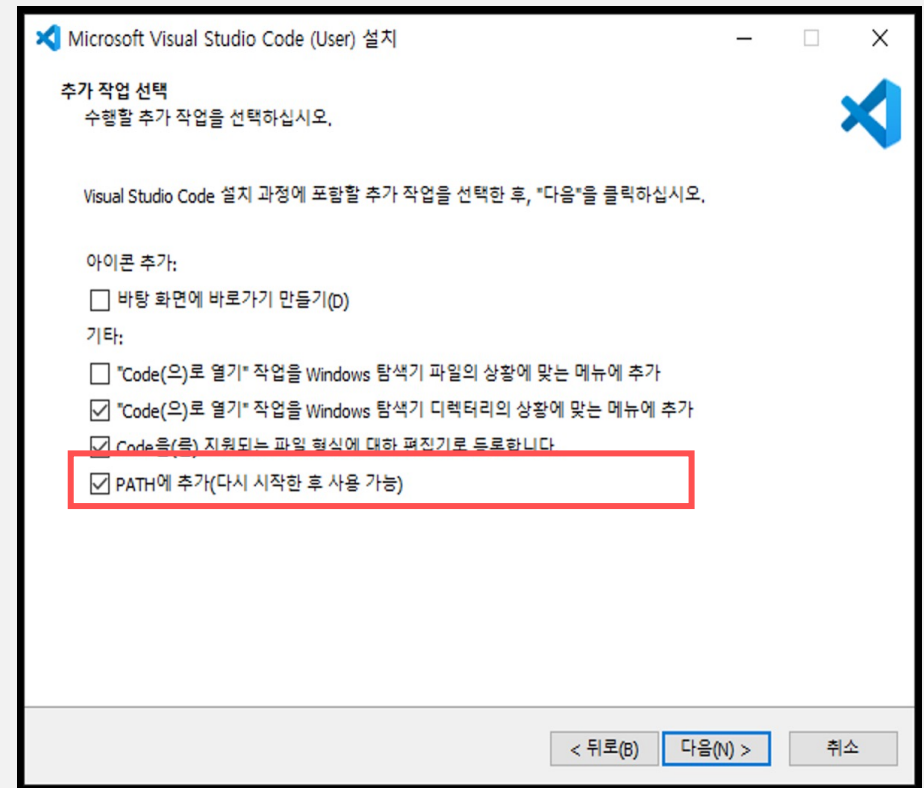 Microsoft Visual Studio Code (User) 설치
추가 작업 선택
수행할 추가 작업을 선택하십시오.
Visual Studio Code 설치 과정에 포함할 추가 작업을 선택한 후, "다음"을 클릭하십시오.
아이콘 추가:
바탕 화면에 바로가기 만들기(D)
기타:
"Code(으)로 열기" 작업을 Windows 탐색기 파일의 상황에 맞는 메뉴에 추가
"Code(으)로 열기" 작업을 Windows 탐색기 디렉터리의 상황에 맞는 메뉴에 추가
Code을(를) 지원되는 파일 형식에 대한 편집기로 등록합니다
PATH에 추가(다시 시작한 후 사용 가능)
< 뒤로(B) 다음(N) > 취소